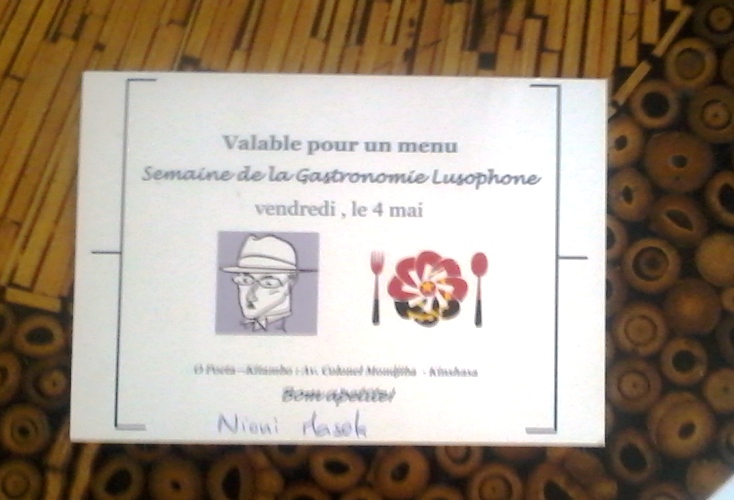 Valable pour un menu
Semaine de la Gastronomie Lusophone
vendredi , le 4 mai
O Poeta - Kitambo : Av. Colonel Mondjiba - Kinshasa
Bom apetite!